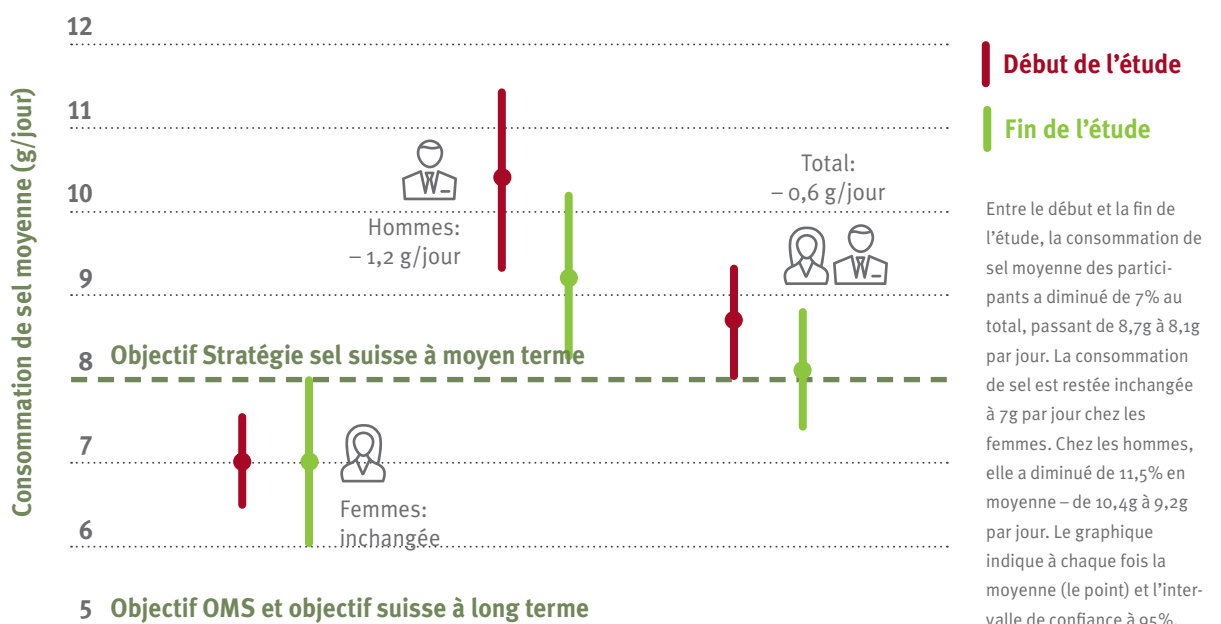 Consommation de sel moyenne (g/jour)
12
11
10
9
8
7
6
5
Hommes:
– 1,2 g/jour
Total:
– 0,6 g/jour
Objectif Stratégie sel suisse à moyen terme
Femmes:
inchangée
Objectif OMS et objectif suisse à long terme
Début de l’étude
Fin de l’étude
Entre le début et la fin de
l’étude, la consommation de
sel moyenne des partici-
pants a diminué de 7% au
total, passant de 8,7g à 8,1g
par jour. La consommation
de sel est restée inchangée
à 7g par jour chez les
femmes. Chez les hommes,
elle a diminué de 11,5% en
moyenne – de 10,4g à 9,2g
par jour. Le graphique
indique à chaque fois la
moyenne (le point) et l’inter-
valle de confiance à 95%.